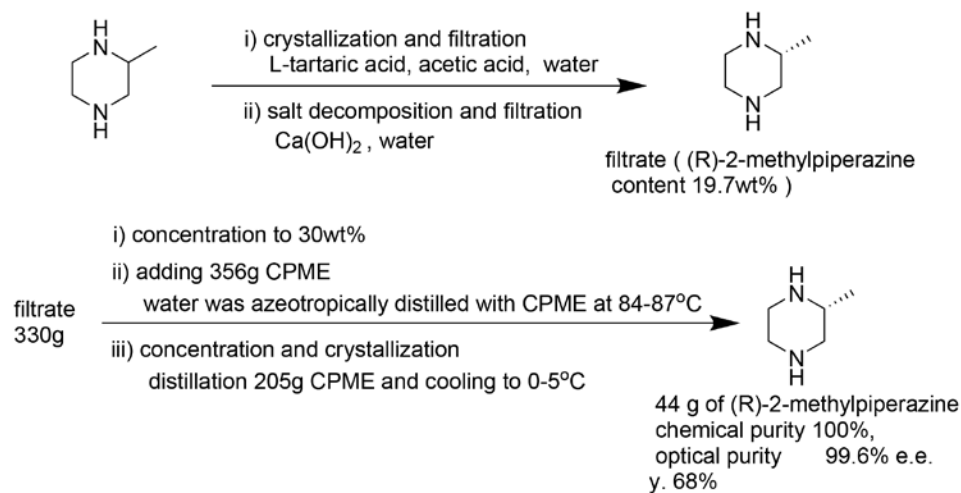 H
N
N
H
i) crystallization and filtration
L-tartaric acid, acetic acid, water
ii) salt decomposition and filtration
Ca(OH)2 , water
H
N
N
H
filtrate ( (R)-2-methylpiperazine
content 19.7wt% )
filtrate
330g
i) concentration to 30wt%
ii) adding 356g CPME
water was azeotropically distilled with CPME at 84-87oC
iii) concentration and crystallization
distillation 205g CPME and cooling to 0-5oC
H
N
N
H
44 g of (R)-2-methylpiperazine
chemical purity 100%,
optical purity 99.6% e.e.
y. 68%